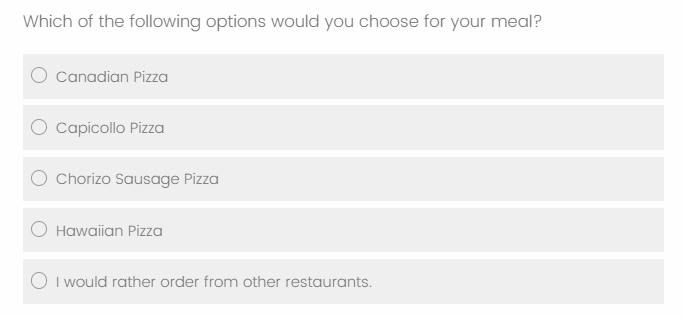 Which of the following options would you choose for your meal?
Canadian Pizza
Capicollo Pizza
Chorizo Sausage Pizza
Hawaiian Pizza
I would rather order from other restaurants.